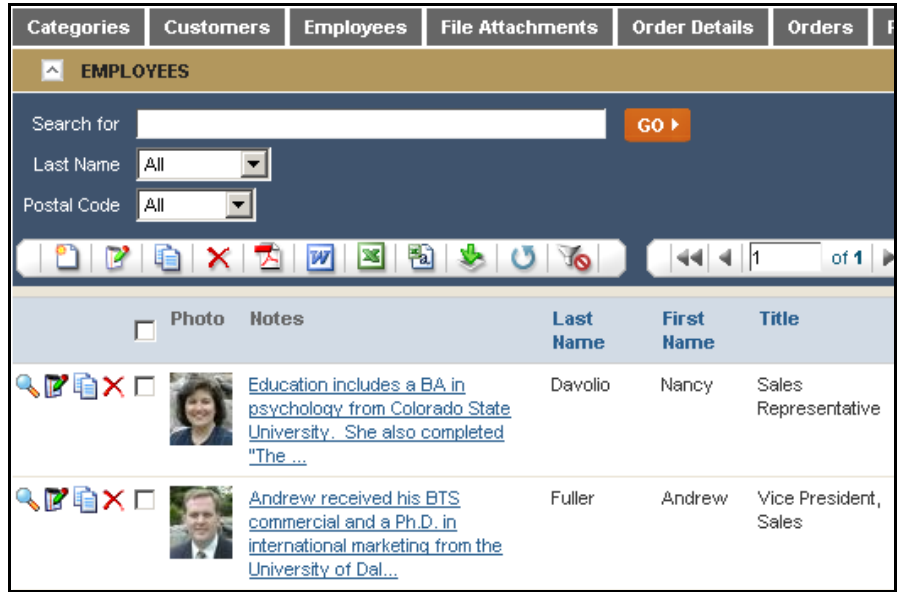 Categories Customers Employees File Attachments Order Details Orders
EMPLOYEES
Search for GO
Last Name All
Postal Code All
1 of 1
Photo Notes Last Name First Name Title
Education includes a BA in
psychology from Colorado State
University. She also completed
"The ...
Davolio Nancy Sales
Representative
Andrew received his BTS
commercial and a Ph.D. in
international marketing from the
University of Dal...
Fuller Andrew Vice President,
Sales